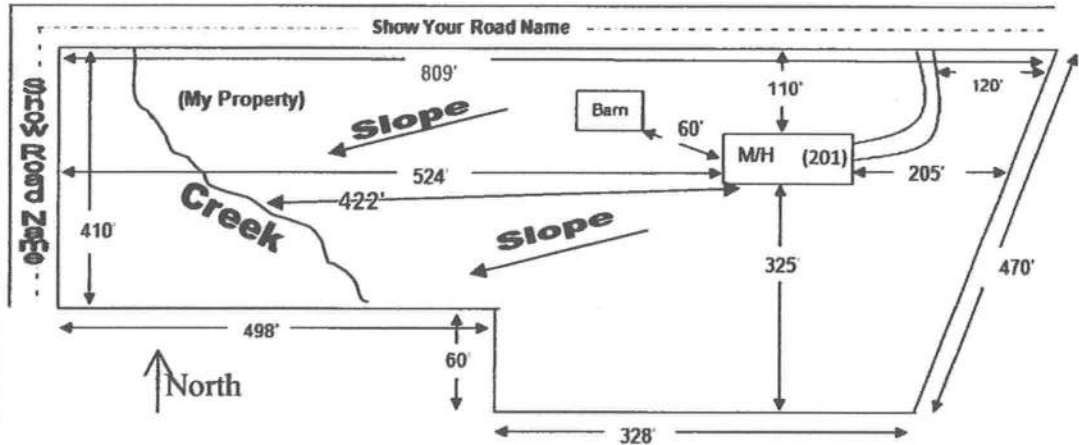 Show Your Road Name
Show Road Name
809'
110'
120'
(My Property)
Barn
Slope
60'
M/H (201)
524'
205'
422'
Creek
410'
Slope
325'
470'
498'
60'
North
328'